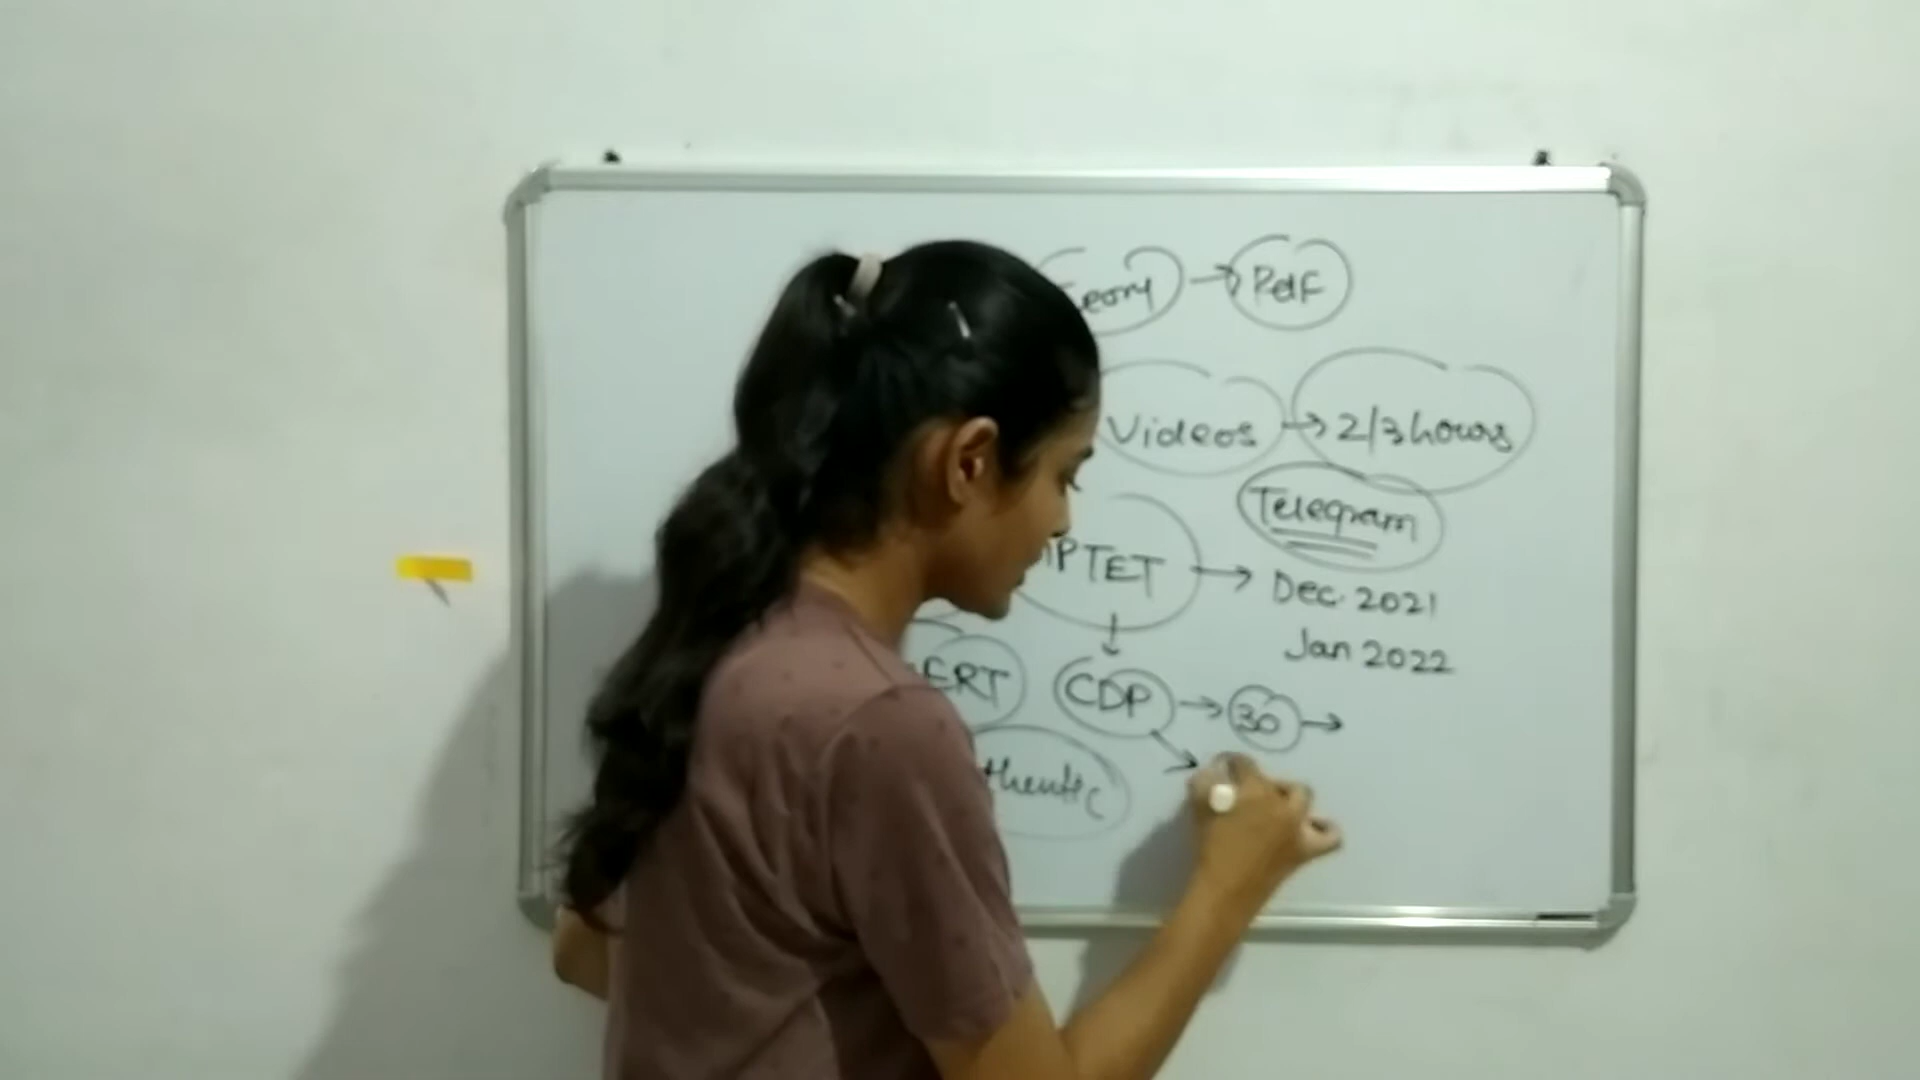 Pdf
Videos → 2/3 hours
Telegram
PTET → Dec. 2021
Jan 2022
CDP → 30 →